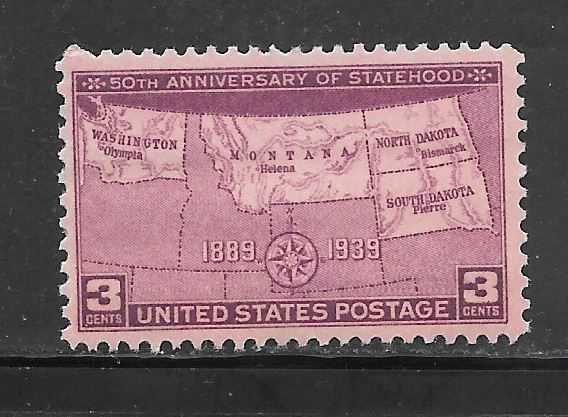 50TH ANNIVERSARY OF STATEHOOD
WASHINGTON
Olympia
MONTANA
Helena
NORTH DAKOTA
Bismarck
SOUTH DAKOTA
Pierre
1889 1939
3 CENTS
UNITED STATES POSTAGE
3 CENTS